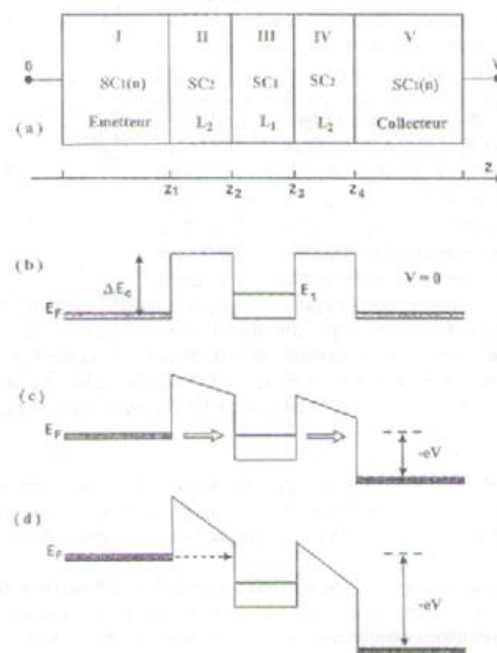 I II III IV V
0 SC1(n) SC2 SC1 SC2 SC1(n) V
(a) Emetteur L2 L1 L2 Collecteur
z
z1 z2 z3 z4
(b) ΔEc E1 V=0
EF
(c)
EF -eV
(d)
EF -eV